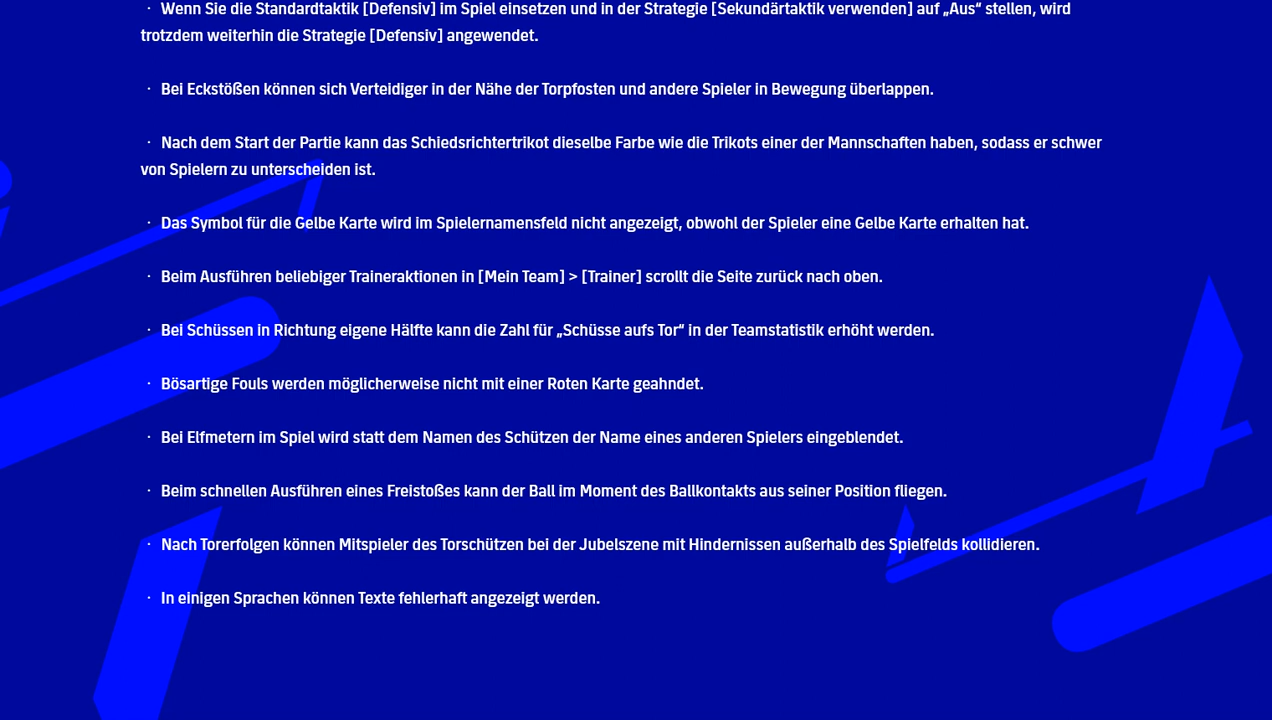 · Wenn Sie die Standardtaktik [Defensiv] im Spiel einsetzen und in der Strategie [Sekundärtaktik verwenden] auf „Aus“ stellen, wird
trotzdem weiterhin die Strategie [Defensiv] angewendet.
· Bei Eckstößen können sich Verteidiger in der Nähe der Torpfosten und andere Spieler in Bewegung überlappen.
· Nach dem Start der Partie kann das Schiedsrichtertrikot dieselbe Farbe wie die Trikots einer der Mannschaften haben, sodass er schwer
von Spielern zu unterscheiden ist.
· Das Symbol für die Gelbe Karte wird im Spielernamensfeld nicht angezeigt, obwohl der Spieler eine Gelbe Karte erhalten hat.
· Beim Ausführen beliebiger Traineraktionen in [Mein Team] > [Trainer] scrollt die Seite zurück nach oben.
· Bei Schüssen in Richtung eigene Hälfte kann die Zahl für „Schüsse aufs Tor“ in der Teamstatistik erhöht werden.
· Bösartige Fouls werden möglicherweise nicht mit einer Roten Karte geahndet.
· Bei Elfmetern im Spiel wird statt dem Namen des Schützen der Name eines anderen Spielers eingeblendet.
· Beim schnellen Ausführen eines Freistoßes kann der Ball im Moment des Ballkontakts aus seiner Position fliegen.
· Nach Torerfolgen können Mitspieler des Torschützen bei der Jubelszene mit Hindernissen außerhalb des Spielfelds kollidieren.
· In einigen Sprachen können Texte fehlerhaft angezeigt werden.